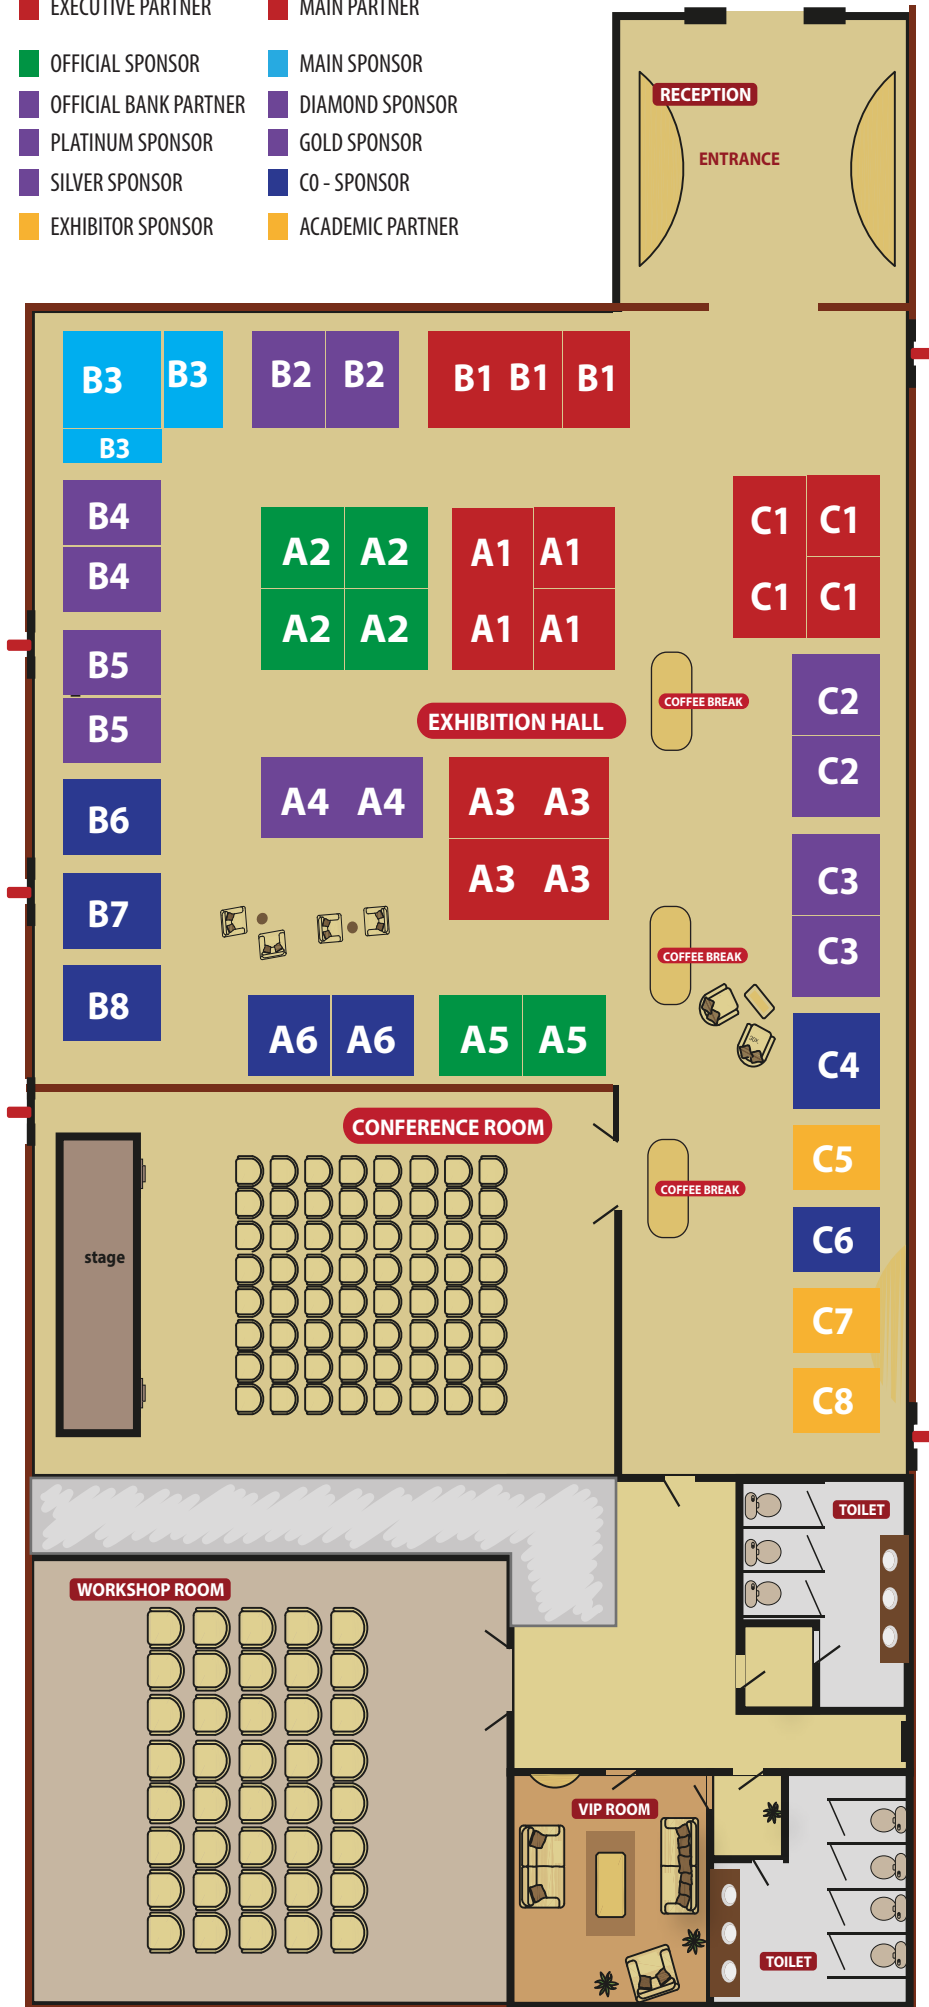 EXECUTIVE PARTNER
MAIN PARTNER
OFFICIAL SPONSOR
MAIN SPONSOR
OFFICIAL BANK PARTNER
DIAMOND SPONSOR
PLATINUM SPONSOR
GOLD SPONSOR
SILVER SPONSOR
C0 - SPONSOR
EXHIBITOR SPONSOR
ACADEMIC PARTNER
RECEPTION
ENTRANCE
B3 B3 B2 B2 B1 B1 B1
B3
B4
B4
B5
B5
B6
B7
B8
A2 A2
A2 A2
A1 A1
A1 A1
C1 C1
C1 C1
COFFEE BREAK
C2
C2
EXHIBITION HALL
A4 A4
A3 A3
A3 A3
C3
C3
COFFEE BREAK
A6 A6
A5 A5
C4
CONFERENCE ROOM
COFFEE BREAK
C5
C6
C7
C8
stage
TOILET
WORKSHOP ROOM
VIP ROOM
TOILET